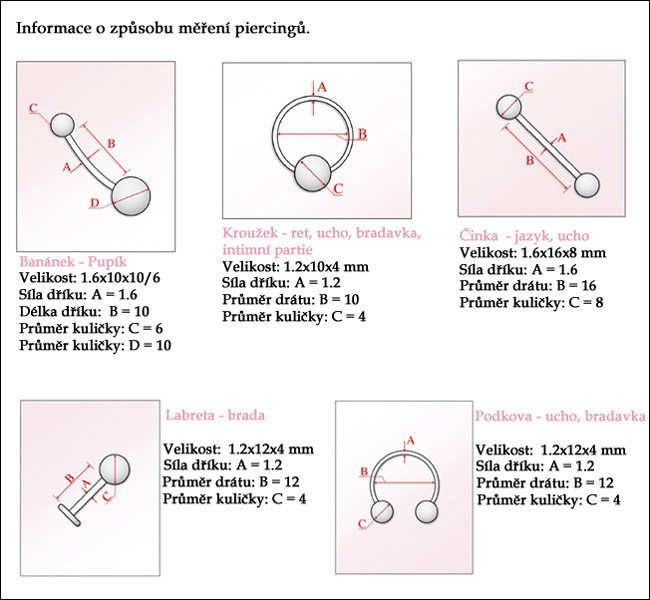 Informace o způsobu měření piercingů.
C
B
A
D
Banánek - Pupík
Velikost: 1.6x10x10/6
Síla dříku: A = 1.6
Délka dříku: B = 10
Průměr kuličky: C = 6
Průměr kuličky: D = 10
A
B
C
Kroužek - ret, ucho, bradavka,
intimní partie
Velikost: 1.2x10x4 mm
Síla dříku: A = 1.2
Průměr drátu: B = 10
Průměr kuličky: C = 4
C
A
B
Činka - jazyk, ucho
Velikost: 1.6x16x8 mm
Síla dříku: A = 1.6
Průměr drátu: B = 16
Průměr kuličky: C = 8
B
A
C
Labreta - brada
Velikost: 1.2x12x4 mm
Síla dříku: A = 1.2
Průměr drátu: B = 12
Průměr kuličky: C = 4
A
B
C
Podkova - ucho, bradavka
Velikost: 1.2x12x4 mm
Síla dříku: A = 1.2
Průměr drátu: B = 12
Průměr kuličky: C = 4